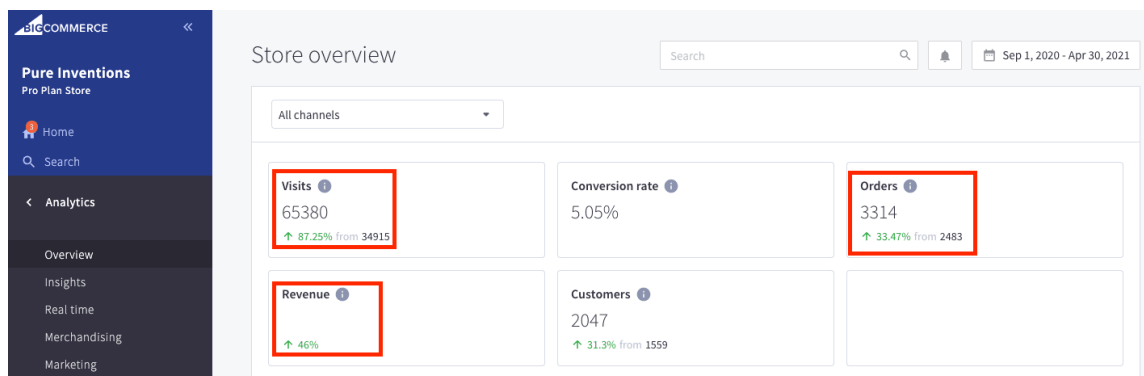 BIGCOMMERCE
Pure Inventions
Pro Plan Store
3
Home
Search
Analytics
Overview
Insights
Real time
Merchandising
Marketing
Store overview
Search
Sep 1, 2020 - Apr 30, 2021
All channels
Visits
65380
87.25% from 34915
Conversion rate
5.05%
Orders
3314
33.47% from 2483
Revenue
46%
Customers
2047
31.3% from 1559